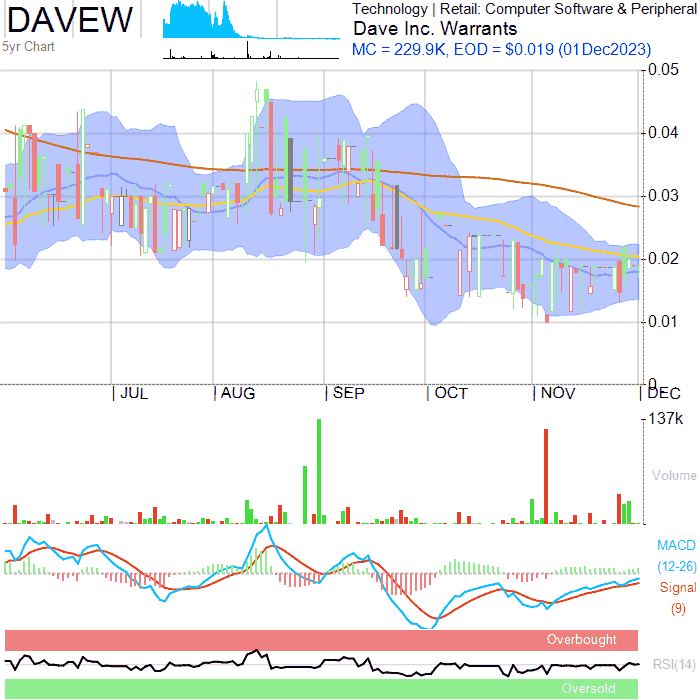 DAVEW
5yr Chart
Technology | Retail: Computer Software & Peripheral
Dave Inc. Warrants
MC = 229.9K, EOD = $0.019 (01Dec2023)
0.05
0.04
0.03
0.02
0.01
0
JUL
AUG
SEP
OCT
NOV
DEC
137k
Volume
MACD
(12-26)
Signal
(9)
Overbought
RSI(14)
Oversold